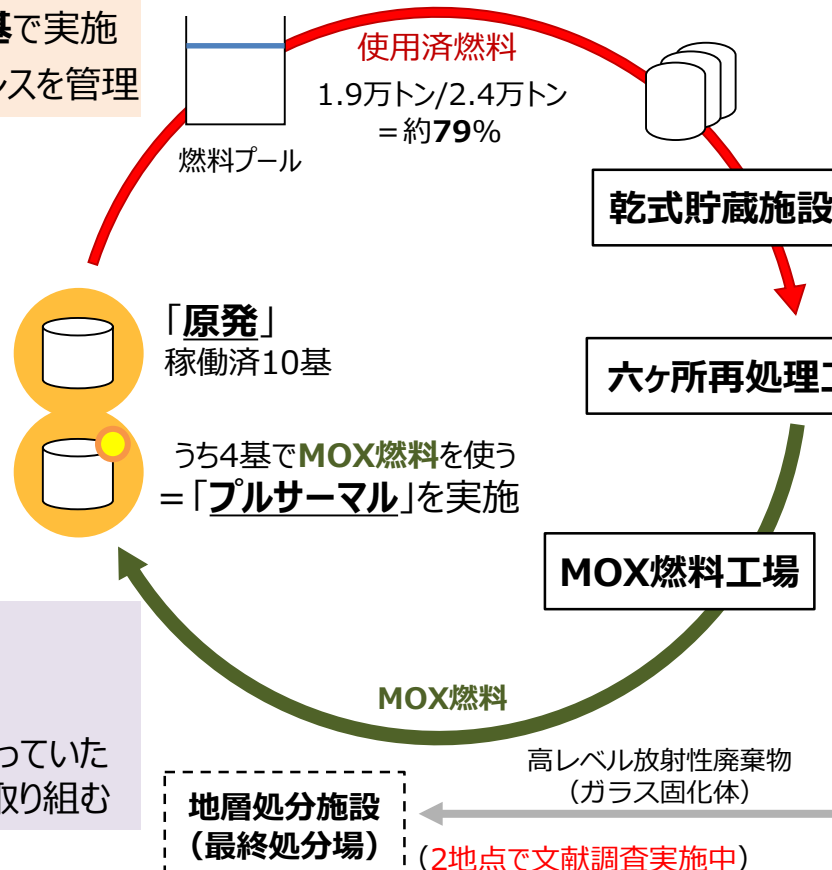 基で実施
スを管理
使用済燃料
1.9万トン/2.4万トン
=約79%
燃料プール
乾式貯蔵施設
「原発」
稼働済10基
六ヶ所再処理工
うち4基でMOX燃料を使う
=「プルサーマル」を実施
MOX燃料工場
MOX燃料
っていた
取り組む
高レベル放射性廃棄物
(ガラス固化体)
地層処分施設
(最終処分場)
(2地点で文献調査実施中)